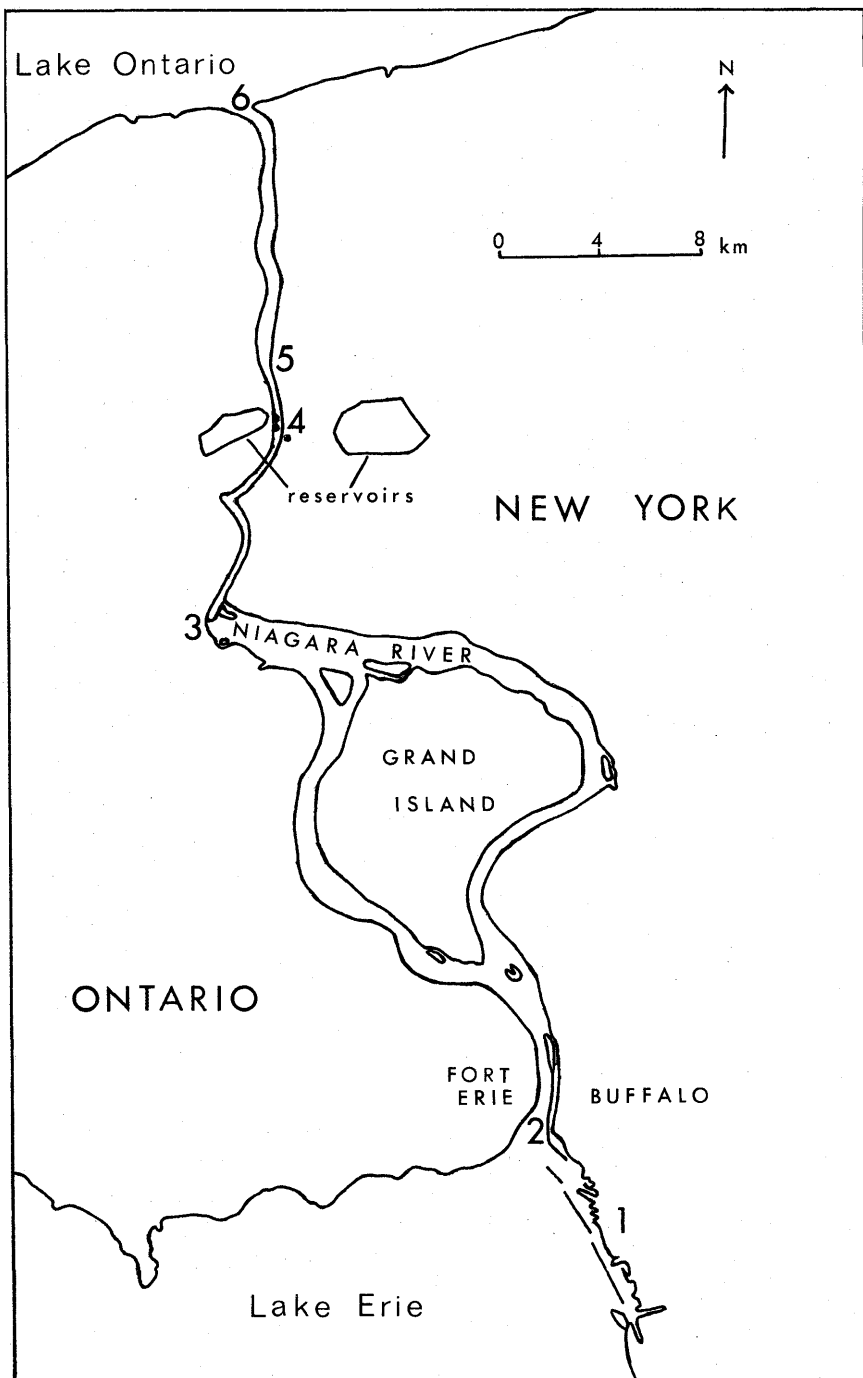 Lake Ontario
6
N
0 4 8 km
5
4
reservoirs
NEW YORK
3
NIAGARA RIVER
GRAND
ISLAND
ONTARIO
FORT
ERIE
BUFFALO
2
1
Lake Erie